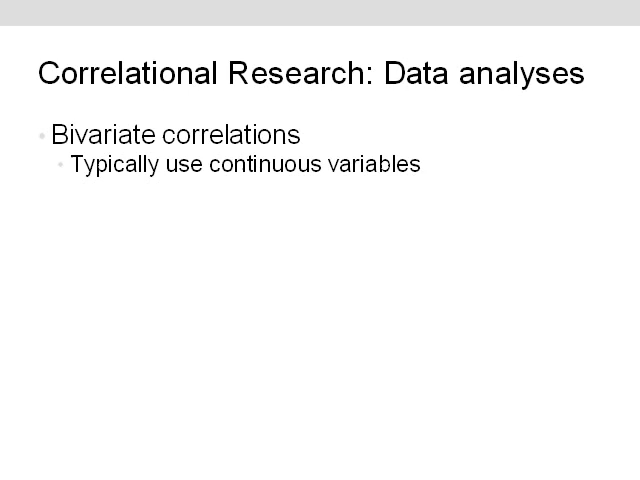 Correlational Research: Data analyses
• Bivariate correlations
• Typically use continuous variables